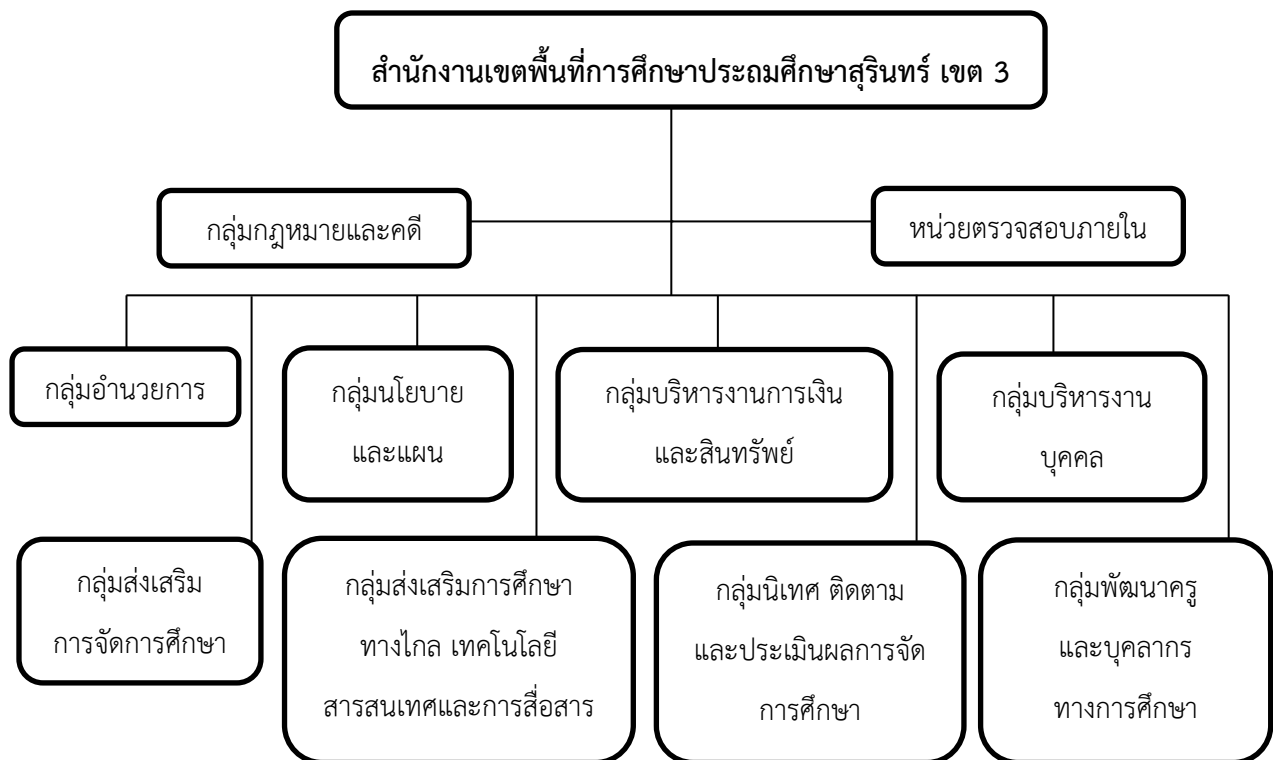 สำนักงานเขตพื้นที่การศึกษาประถมศึกษาสุรินทร์ เขต 3
กลุ่มกฎหมายและคดี
หน่วยตรวจสอบภายใน
กลุ่มอำนวยการ
กลุ่มนโยบาย
และแผน
กลุ่มบริหารงานการเงิน
และสินทรัพย์
กลุ่มบริหารงาน
บุคคล
กลุ่มส่งเสริม
การจัดการศึกษา
กลุ่มส่งเสริมการศึกษา
ทางไกล เทคโนโลยี
สารสนเทศและการสื่อสาร
กลุ่มนิเทศ ติดตาม
และประเมินผลการจัด
การศึกษา
กลุ่มพัฒนาครู
และบุคลากร
ทางการศึกษา